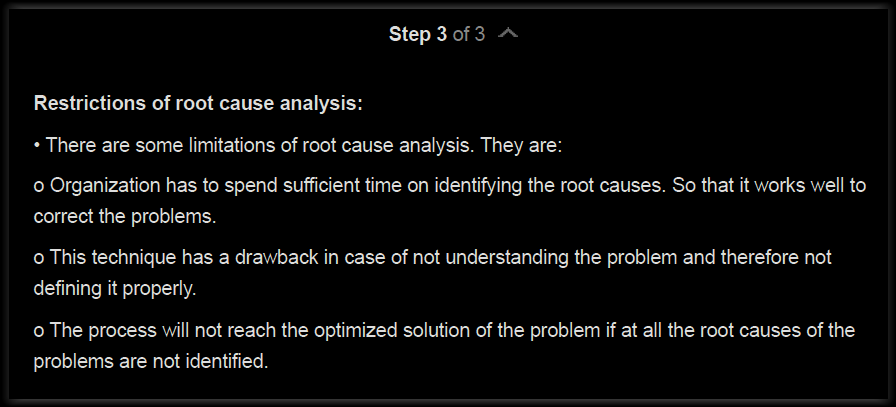 Step 3 of 3
Restrictions of root cause analysis:
• There are some limitations of root cause analysis. They are:
o Organization has to spend sufficient time on identifying the root causes. So that it works well to
correct the problems.
o This technique has a drawback in case of not understanding the problem and therefore not
defining it properly.
o The process will not reach the optimized solution of the problem if at all the root causes of the
problems are not identified.